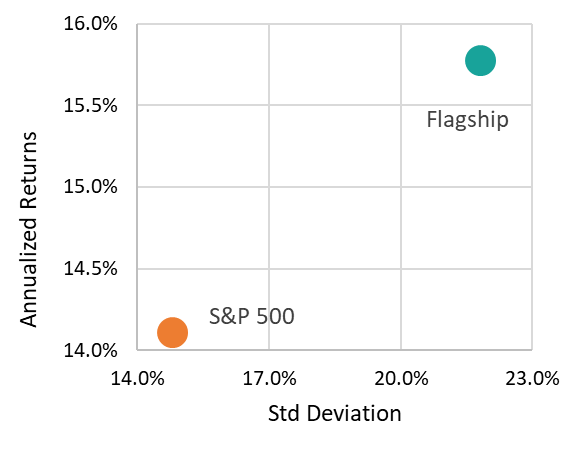 16.0%
15.5%
15.0%
14.5%
14.0%
Annualized Returns
Flagship
S&P 500
14.0%
17.0%
20.0%
23.0%
Std Deviation